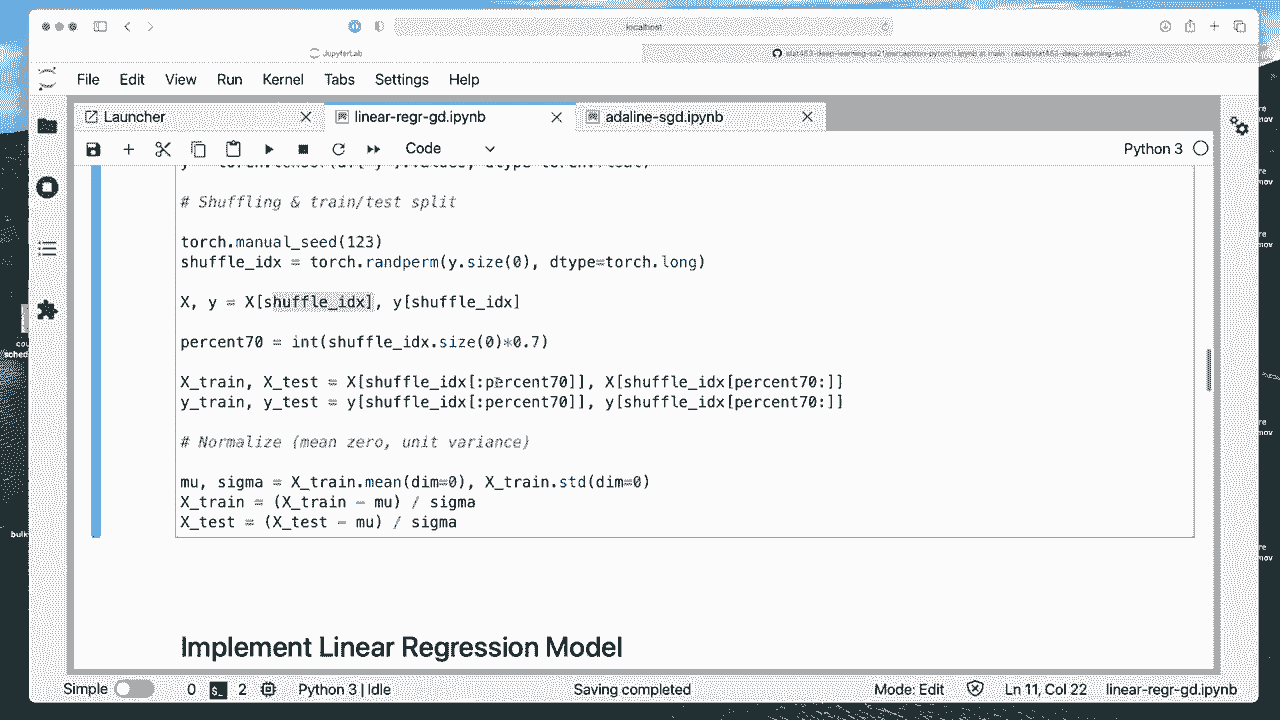 localhost
JupyterLab
File Edit View Run Kernel Tabs Settings Help
Launcher linear-regr-gd.ipynb adaline-sgd.ipynb
Code Python 3
# Shuffling & train/test split
torch.manual_seed(123)
shuffle_idx = torch.randperm(y.size(0), dtype=torch.long)
X, y = X[shuffle_idx], y[shuffle_idx]
percent70 = int(shuffle_idx.size(0)*0.7)
X_train, X_test = X[shuffle_idx[:percent70]], X[shuffle_idx[percent70:]]
y_train, y_test = y[shuffle_idx[:percent70]], y[shuffle_idx[percent70:]]
# Normalize (mean zero, unit variance)
mu, sigma = X_train.mean(dim=0), X_train.std(dim=0)
X_train = (X_train - mu) / sigma
X_test = (X_test - mu) / sigma
Implement Linear Regression Model
Simple 0 2 Python 3 | Idle Saving completed Mode: Edit Ln 11, Col 22 linear-regr-gd.ipynb